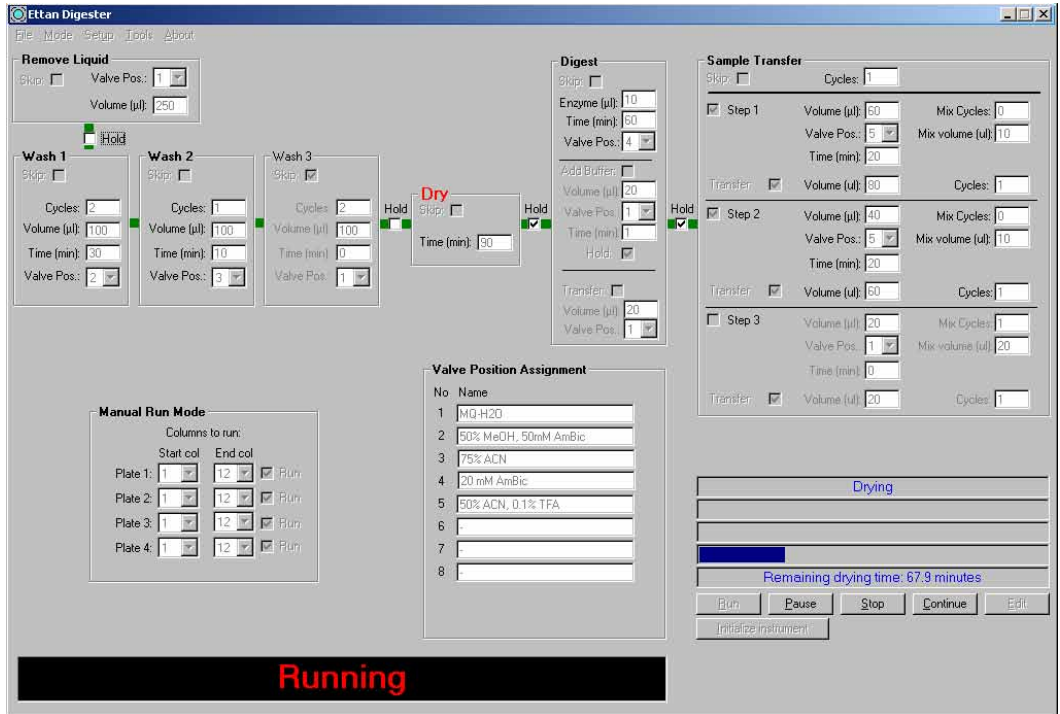 Ettan Digester
File Mode Setup Tools About
Remove Liquid
Skip: Valve Pos.: 1
Volume (µl): 250
Hold
Wash 1
Skip:
Cycles: 2
Volume (µl): 100
Time (min): 30
Valve Pos.: 2
Wash 2
Skip:
Cycles: 1
Volume (µl): 100
Time (min): 10
Valve Pos.: 3
Wash 3
Skip:
Cycles: 2
Volume (µl): 100
Time (min): 0
Valve Pos.: 1
Hold
Dry
Skip:
Time (min): 90
Hold
Digest
Skip:
Enzyme (µl): 10
Time (min): 60
Valve Pos.: 4
Add Buffer:
Volume (µl): 20
Valve Pos.: 1
Time (min): 1
Hold:
Transfer:
Volume (µl): 20
Valve Pos.: 1
Hold
Sample Transfer
Skip: Cycles: 1
Step 1 Volume (µl): 60 Mix Cycles: 0
Valve Pos.: 5 Mix volume (ul): 10
Time (min): 20
Transfer: Volume (ul): 80 Cycles: 1
Step 2 Volume (µl): 40 Mix Cycles: 0
Valve Pos.: 5 Mix volume (ul): 10
Time (min): 20
Transfer: Volume (ul): 60 Cycles: 1
Step 3 Volume (µl): 20 Mix Cycles: 1
Valve Pos.: 1 Mix volume (ul): 20
Time (min): 0
Transfer: Volume (ul): 20 Cycles: 1
Manual Run Mode
Columns to run:
Start col End col
Plate 1: 1 12 Run
Plate 2: 1 12 Run
Plate 3: 1 12 Run
Plate 4: 1 12 Run
Valve Position Assignment
No Name
1 MQ-H2O
2 50% MeOH, 50mM AmBic
3 75% ACN
4 20 mM AmBic
5 50% ACN, 0.1% TFA
6 -
7 -
8 -
Drying
Remaining drying time: 67.9 minutes
Run Pause Stop Continue Edit
Initialize instrument
Running